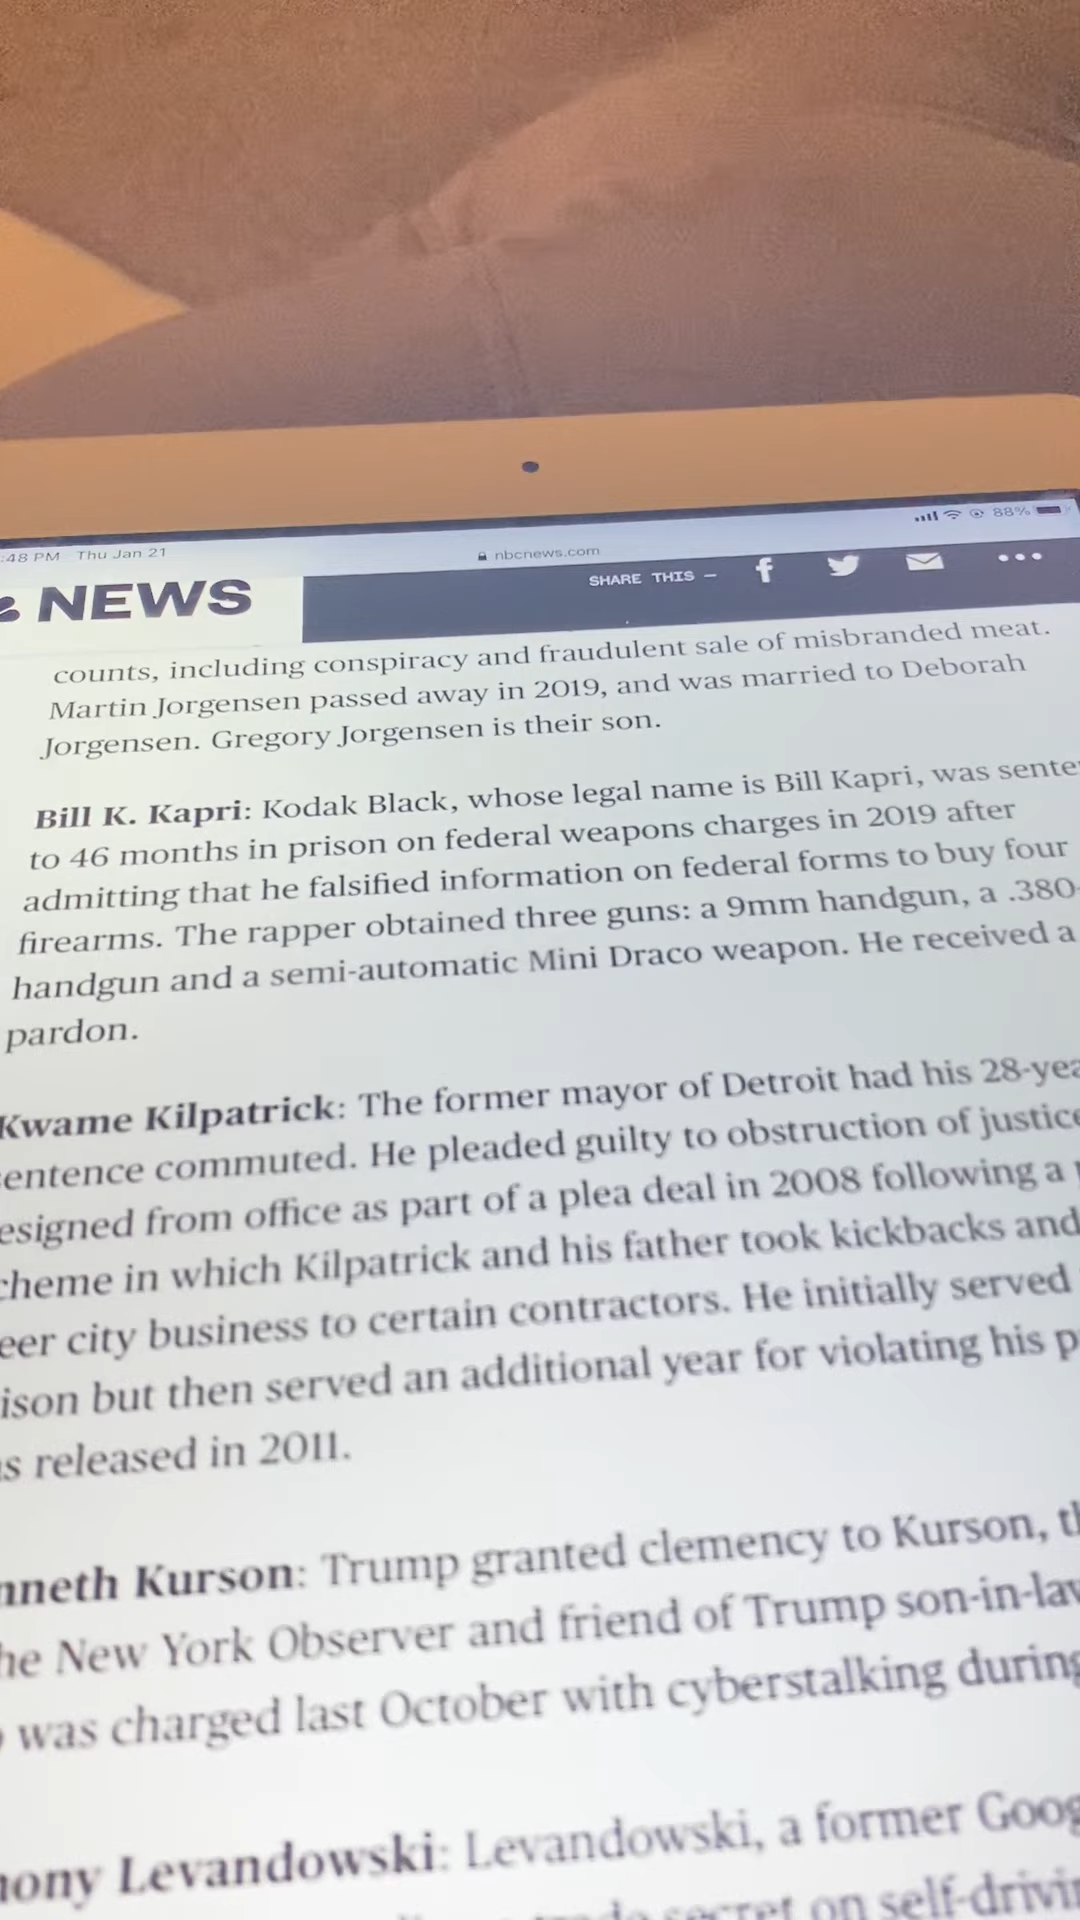 :48 PM Thu Jan 21
nbcnews.com
88%
NEWS
SHARE THIS –
counts, including conspiracy and fraudulent sale of misbranded meat.
Martin Jorgensen passed away in 2019, and was married to Deborah
Jorgensen. Gregory Jorgensen is their son.
Bill K. Kapri: Kodak Black, whose legal name is Bill Kapri, was sente
to 46 months in prison on federal weapons charges in 2019 after
admitting that he falsified information on federal forms to buy four
firearms. The rapper obtained three guns: a 9mm handgun, a .380-
handgun and a semi-automatic Mini Draco weapon. He received a
pardon.
Kwame Kilpatrick: The former mayor of Detroit had his 28-yea
entence commuted. He pleaded guilty to obstruction of justice
esigned from office as part of a plea deal in 2008 following a
cheme in which Kilpatrick and his father took kickbacks and
eer city business to certain contractors. He initially served
ison but then served an additional year for violating his p
s released in 2011.
nneth Kurson: Trump granted clemency to Kurson, th
he New York Observer and friend of Trump son-in-law
was charged last October with cyberstalking during
hony Levandowski: Levandowski, a former Goog
secret on self-drivin